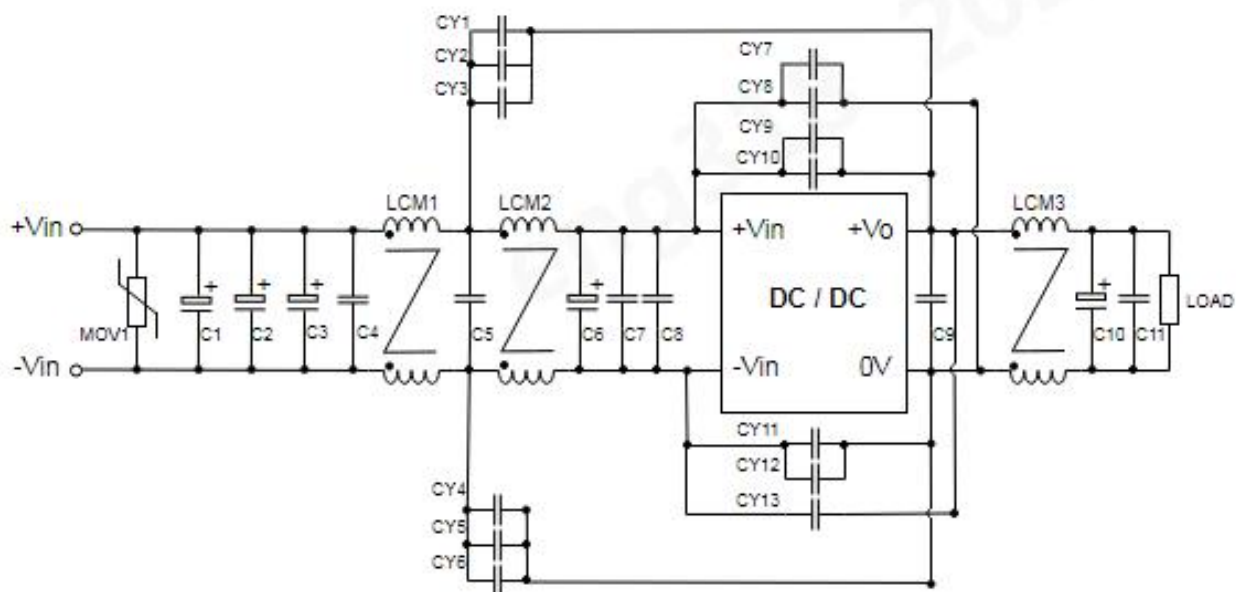 CY1
CY2
CY3
CY7
CY8
CY9
CY10
LCM1
LCM2
LCM3
+Vin
+Vin
+Vo
DC / DC
MOV1
C1
C2
C3
C4
C5
C6
C7
C8
C9
C10
C11
LOAD
-Vin
-Vin
0V
CY11
CY12
CY13
CY4
CY5
CY6